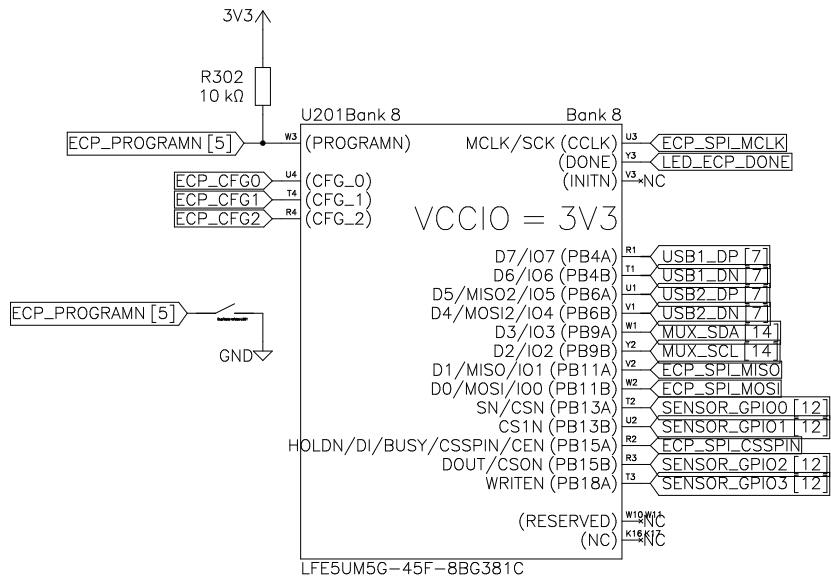 3V3
R302
10 kΩ
U201Bank 8 Bank 8
ECP_PROGRAMN [5] W3 (PROGRAMN) MCLK/SCK (CCLK) U3 ECP_SPI_MCLK
(DONE) Y3 LED_ECP_DONE
ECP_CFG0 U4 (CFG_0) (INITN) V3 NC
ECP_CFG1 T4 (CFG_1)
ECP_CFG2 R4 (CFG_2)
VCCIO = 3V3
D7/IO7 (PB4A) R1 USB1_DP [7]
D6/IO6 (PB4B) T1 USB1_DN [7]
D5/MISO2/IO5 (PB6A) U1 USB2_DP [7]
ECP_PROGRAMN [5] D4/MOSI2/IO4 (PB6B) V1 USB2_DN [7]
D3/IO3 (PB9A) W1 MUX_SDA [14]
GND D2/IO2 (PB9B) Y2 MUX_SCL [14]
D1/MISO/IO1 (PB11A) V2 ECP_SPI_MISO
D0/MOSI/IO0 (PB11B) W2 ECP_SPI_MOSI
SN/CSN (PB13A) T2 SENSOR_GPIO0 [12]
CS1N (PB13B) U2 SENSOR_GPIO1 [12]
HOLDN/DI/BUSY/CSSPIN/CEN (PB15A) R2 ECP_SPI_CSSPIN
DOUT/CSON (PB15B) R3 SENSOR_GPIO2 [12]
WRITEN (PB18A) T3 SENSOR_GPIO3 [12]
(RESERVED) W10 W11 NC
(NC) K16 K17 NC
LFE5UM5G-45F-8BG381C